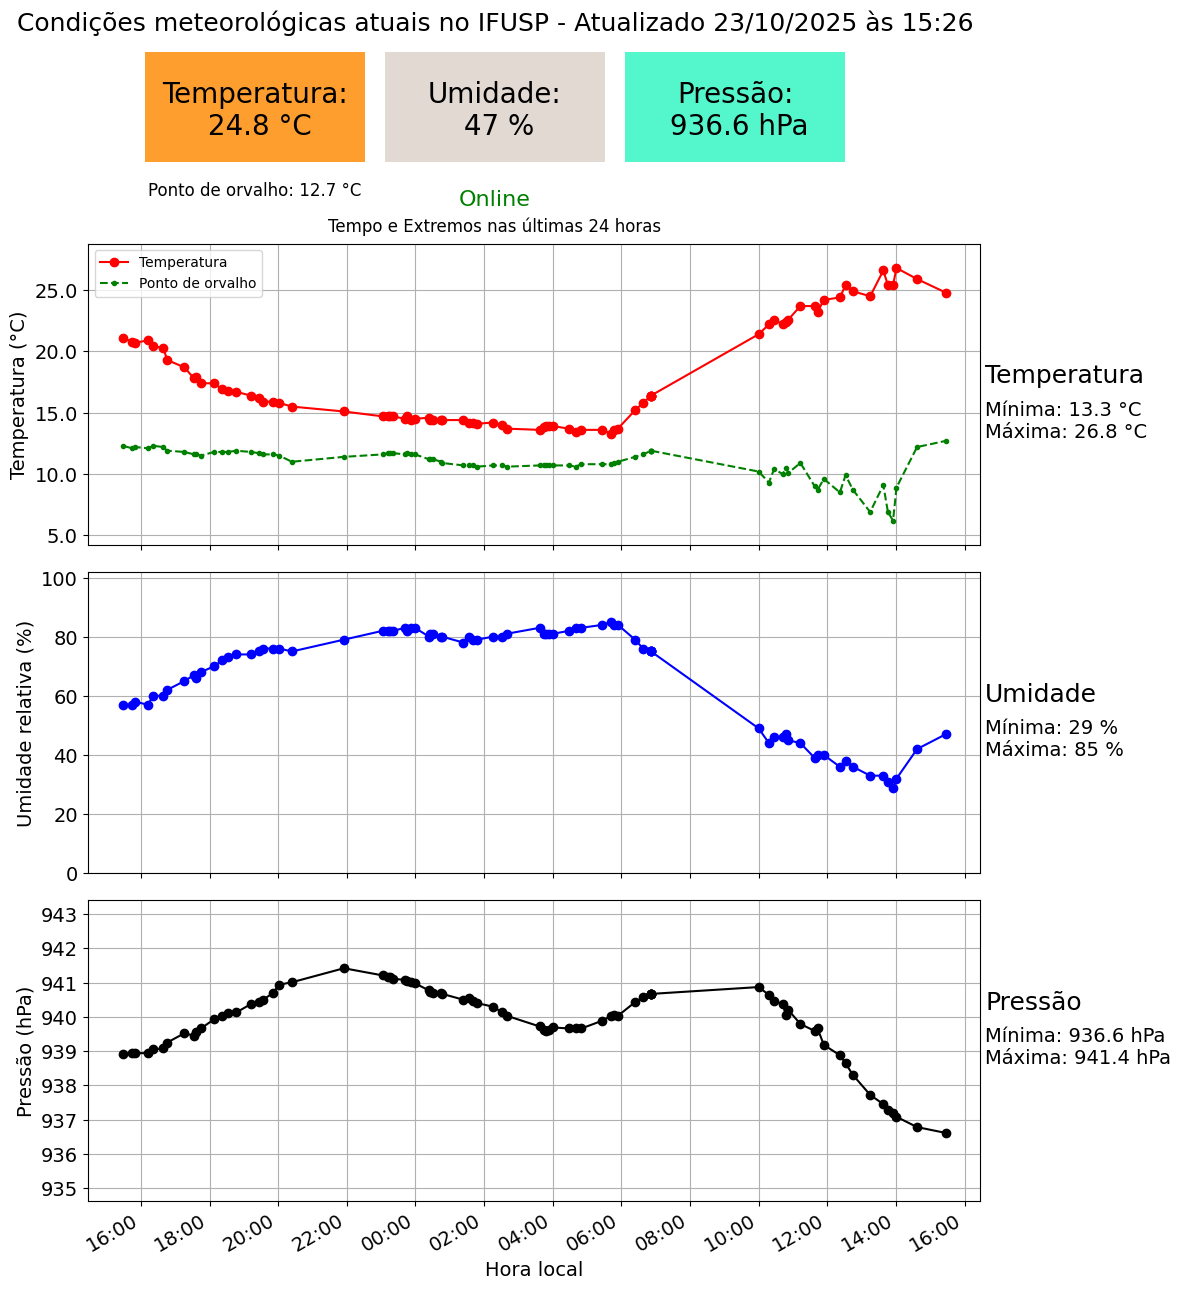 Condições meteorológicas atuais no IFUSP - Atualizado 23/10/2025 às 15:26
Temperatura:
24.8 °C
Umidade:
47 %
Pressão:
936.6 hPa
Ponto de orvalho: 12.7 °C
Online
Tempo e Extremos nas últimas 24 horas
Temperatura
Ponto de orvalho
Temperatura (°C)
25.0
20.0
15.0
10.0
5.0
Temperatura
Mínima: 13.3 °C
Máxima: 26.8 °C
Umidade relativa (%)
100
80
60
40
20
0
Umidade
Mínima: 29 %
Máxima: 85 %
Pressão (hPa)
943
942
941
940
939
938
937
936
935
Pressão
Mínima: 936.6 hPa
Máxima: 941.4 hPa
16:00
18:00
20:00
22:00
00:00
02:00
04:00
06:00
08:00
10:00
12:00
14:00
16:00
Hora local